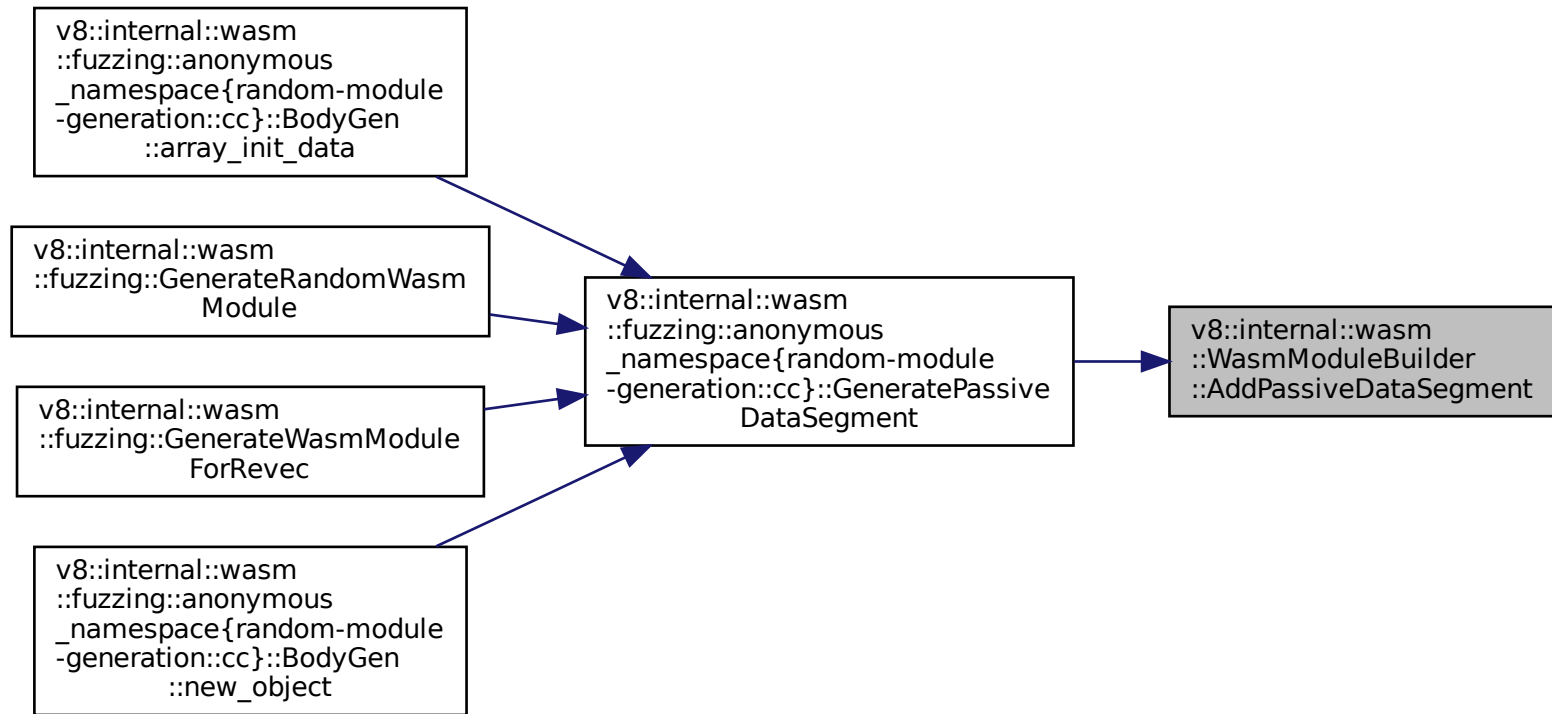 v8::internal::wasm
::fuzzing::anonymous
_namespace{random-module
-generation::cc}::BodyGen
::array_init_data
v8::internal::wasm
::fuzzing::GenerateRandomWasm
Module
v8::internal::wasm
::fuzzing::GenerateWasmModule
ForRevec
v8::internal::wasm
::fuzzing::anonymous
_namespace{random-module
-generation::cc}::BodyGen
::new_object
v8::internal::wasm
::fuzzing::anonymous
_namespace{random-module
-generation::cc}::GeneratePassive
DataSegment
v8::internal::wasm
::WasmModuleBuilder
::AddPassiveDataSegment